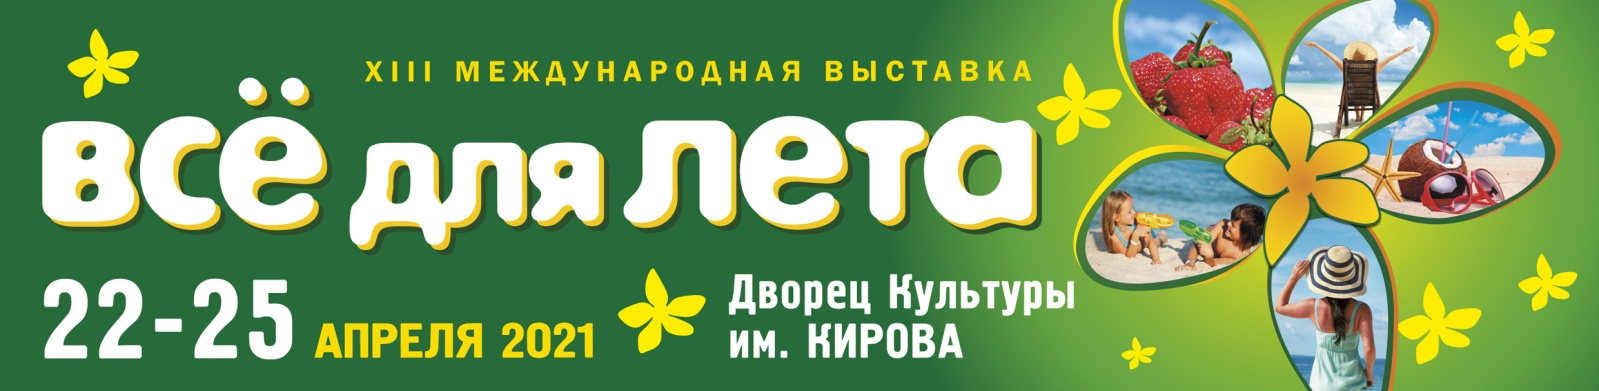 XIII МЕЖДУНАРОДНАЯ ВЫСТАВКА
всё для лета
22-25 АПРЕЛЯ 2021
Дворец Культуры
им. КИРОВА